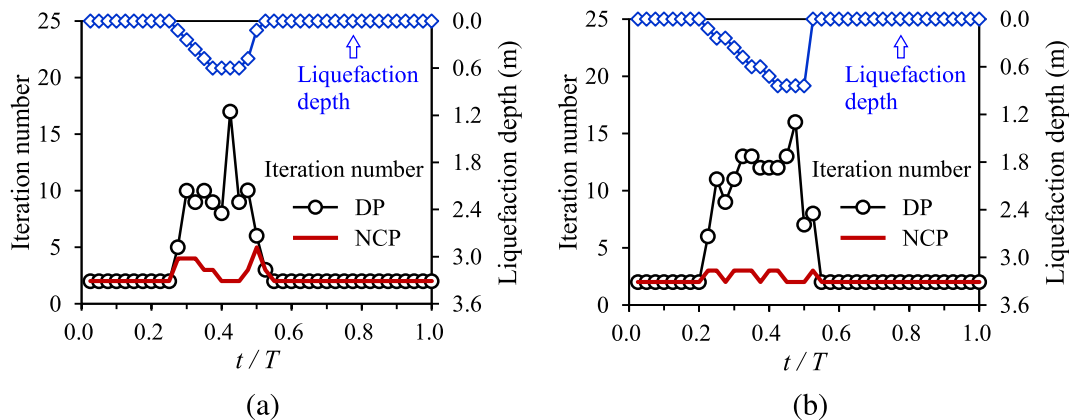 25
20
15
10
5
0
Iteration number
0.0
0.6
1.2
1.8
2.4
3.0
3.6
Liquefaction depth (m)
Liquefaction
depth
Iteration number
DP
NCP
0.0 0.2 0.4 0.6 0.8 1.0
t / T
(a)
25
20
15
10
5
0
Iteration number
0.0
0.6
1.2
1.8
2.4
3.0
3.6
Liquefaction depth (m)
Liquefaction
depth
Iteration number
DP
NCP
0.0 0.2 0.4 0.6 0.8 1.0
t / T
(b)